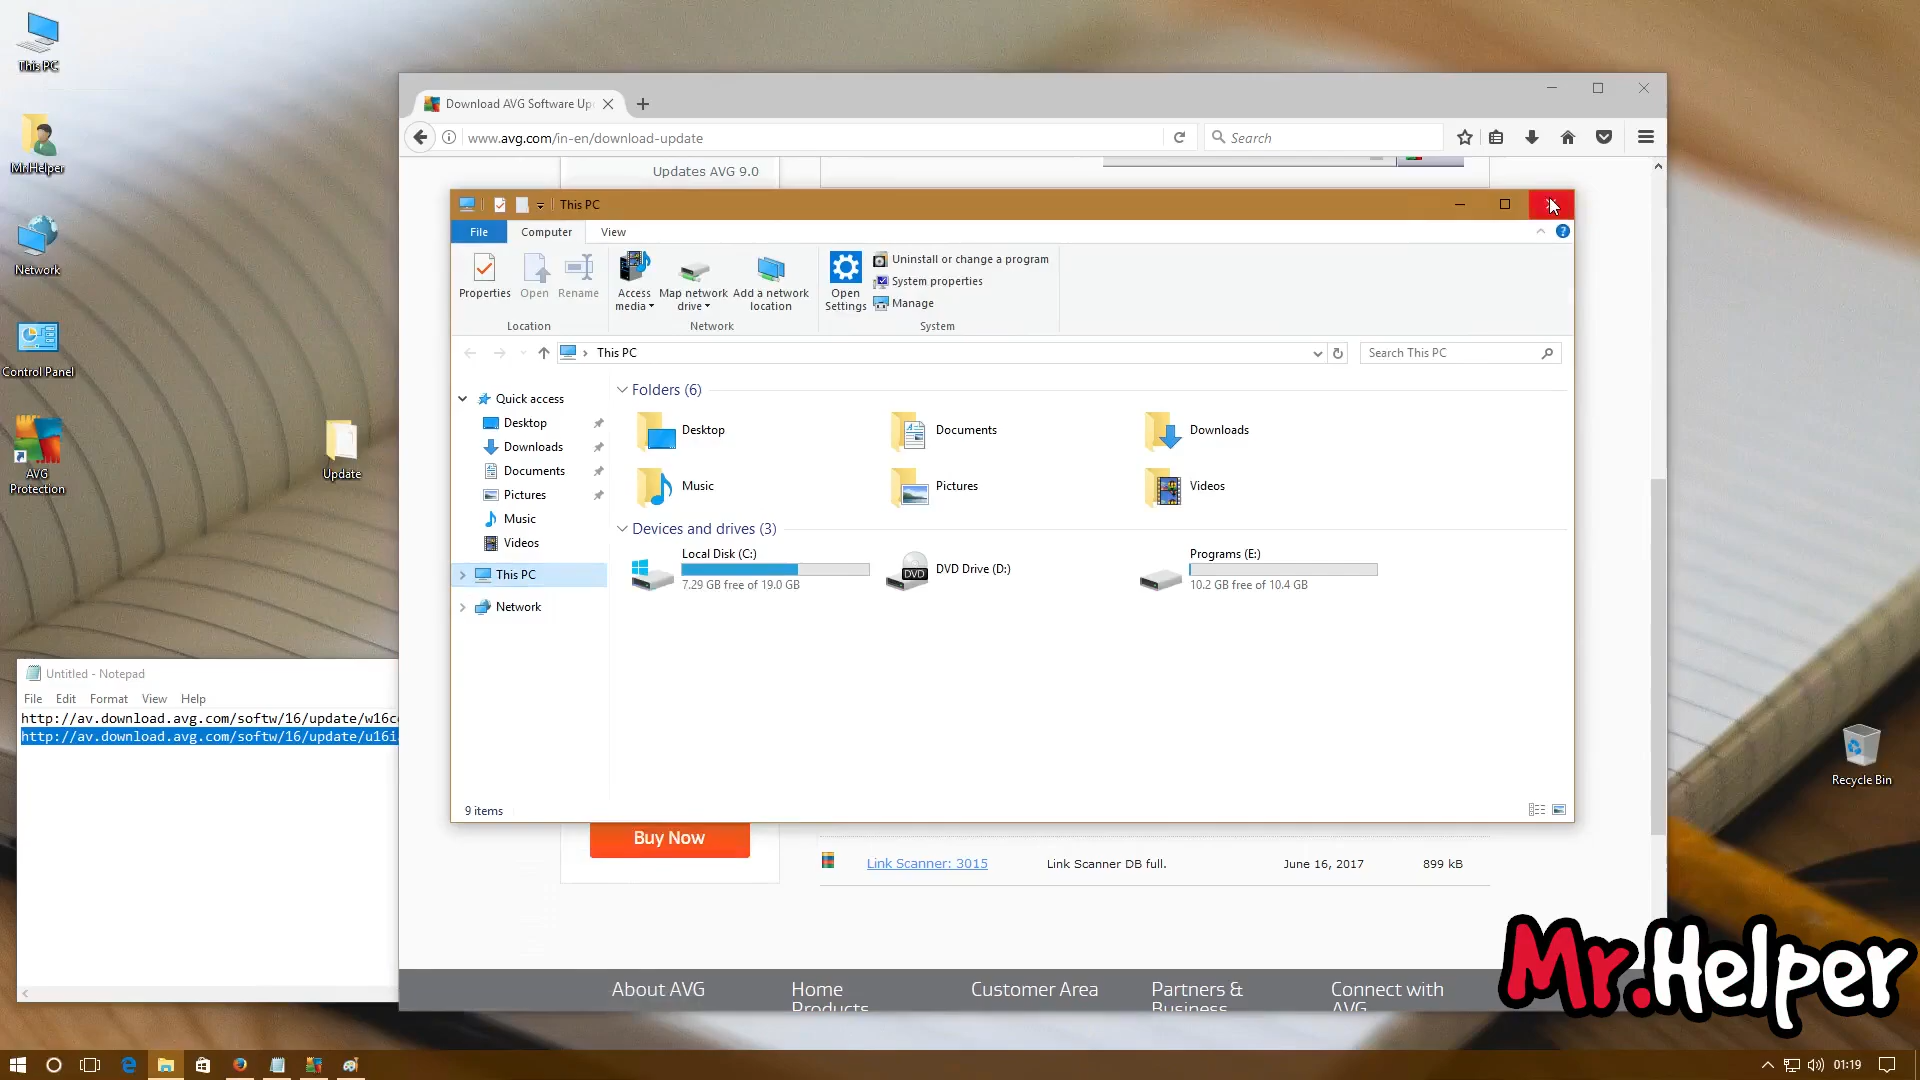 This PC
MrHelper
Network
Control Panel
AVG
Protection
Update
Recycle Bin
Download AVG Software Up
www.avg.com/in-en/download-update
Search
Updates AVG 9.0
This PC
File
Computer
View
Properties
Open
Rename
Access
media
Map network
drive
Add a network
location
Open
Settings
Uninstall or change a program
System properties
Manage
Location
Network
System
This PC
Search This PC
Quick access
Desktop
Downloads
Documents
Pictures
Music
Videos
This PC
Network
Folders (6)
Desktop
Documents
Downloads
Music
Pictures
Videos
Devices and drives (3)
Local Disk (C:)
7.29 GB free of 19.0 GB
DVD
DVD Drive (D:)
Programs (E:)
10.2 GB free of 10.4 GB
9 items
Untitled - Notepad
File Edit Format View Help
http://av.download.avg.com/softw/16/update/w16c
http://av.download.avg.com/softw/16/update/u16i
Buy Now
Link Scanner: 3015 Link Scanner DB full. June 16, 2017 899 kB
About AVG
Home
Products
Customer Area
Partners &
Business
Connect with
AVG
Mr.Helper
01:19